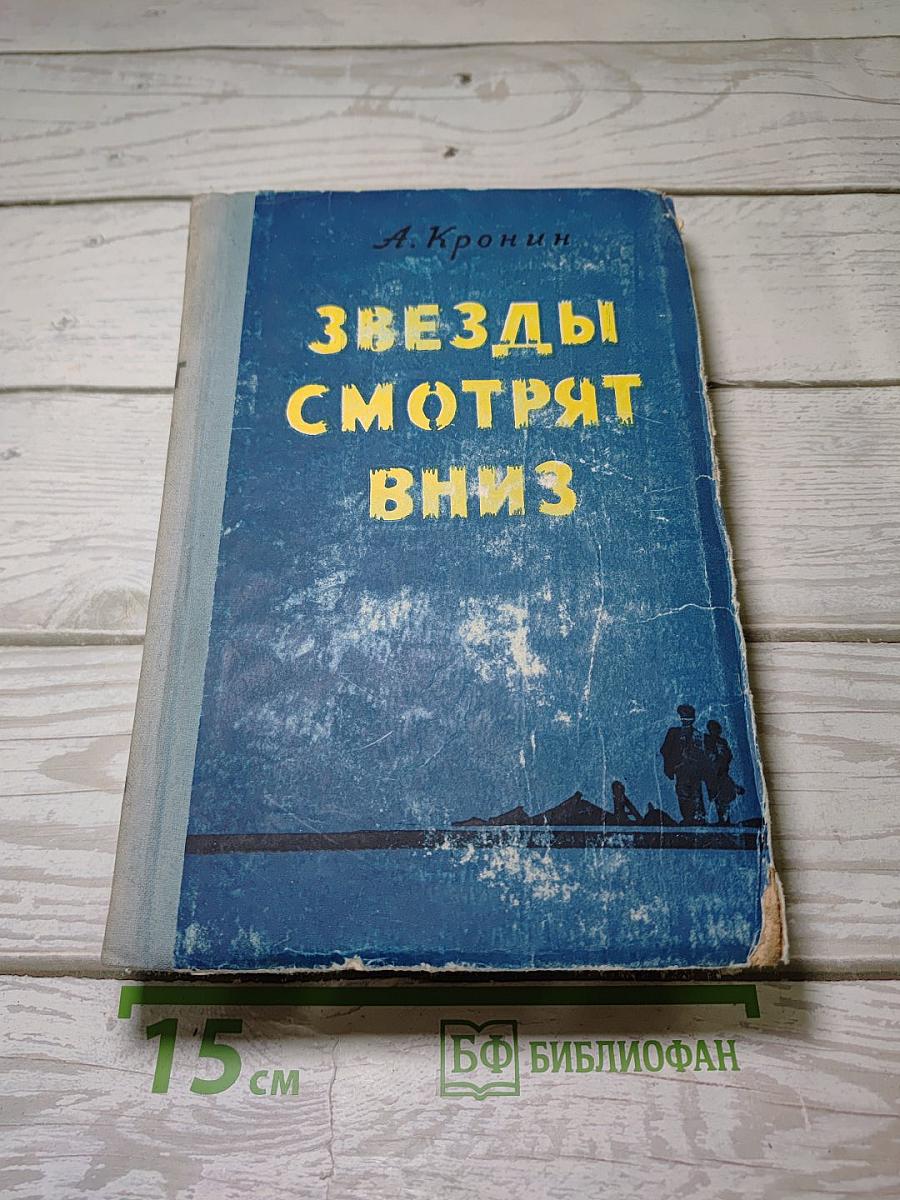 А. Кронин
ЗВЕЗДЫ
СМОТРЯТ
ВНИЗ
15 см
БФ БИБЛИОФАН